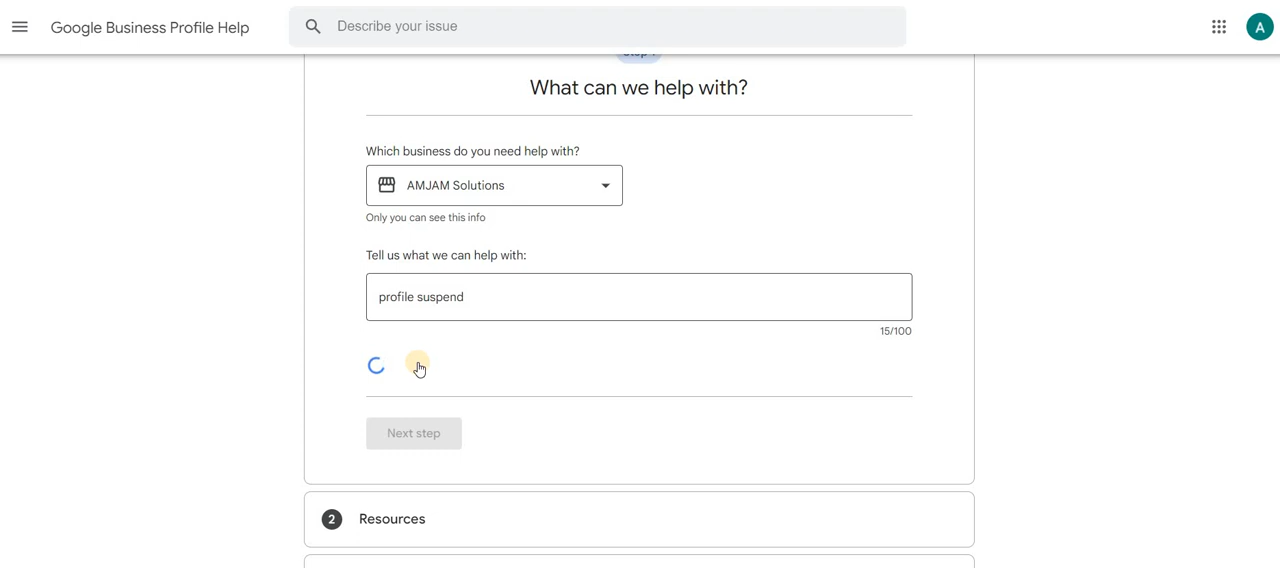 Google Business Profile Help
Describe your issue
A
What can we help with?
Which business do you need help with?
AMJAM Solutions
Only you can see this info
Tell us what we can help with:
profile suspend
15/100
Next step
2 Resources